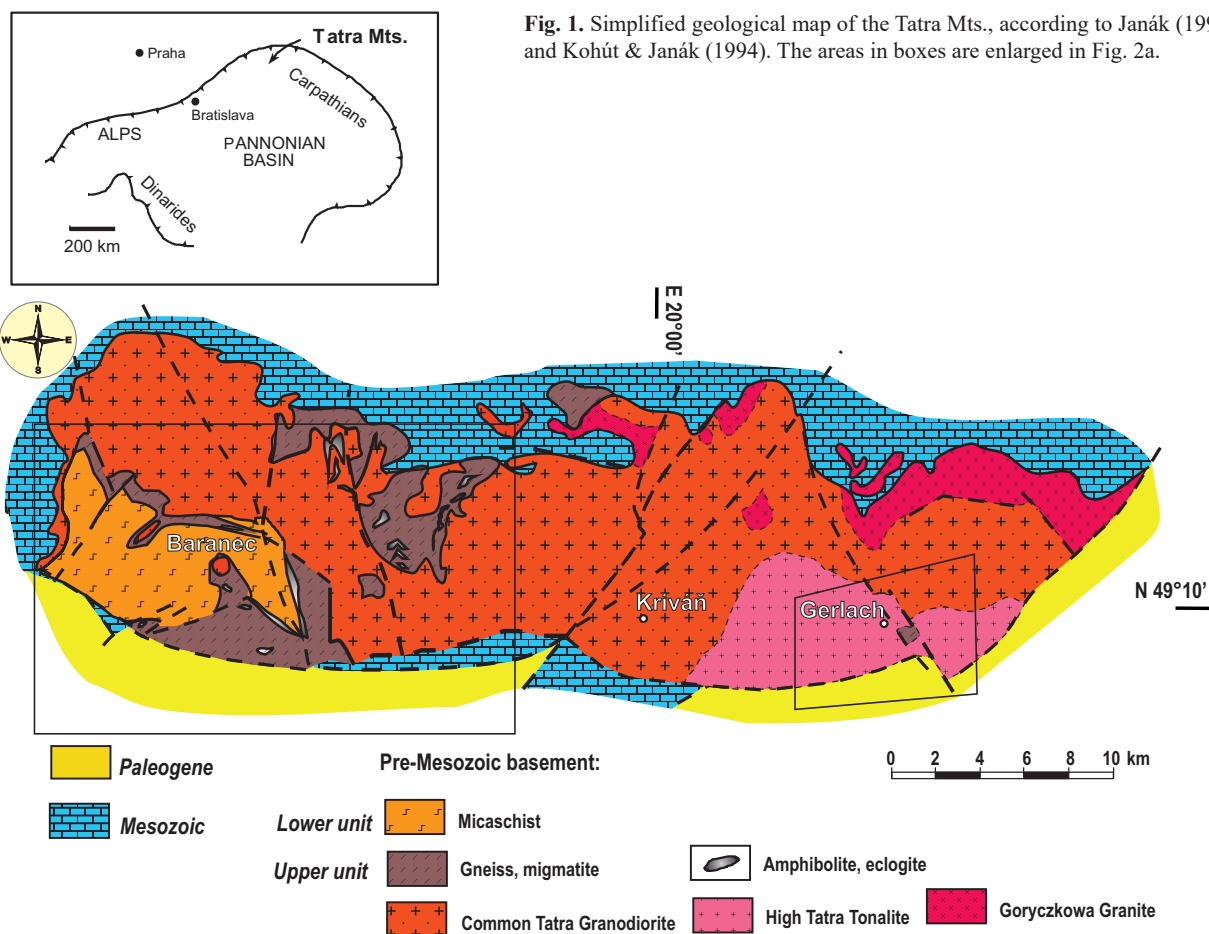 Fig. 1. Simplified geological map of the Tatra Mts., according to Janák (199
and Kohút & Janák (1994). The areas in boxes are enlarged in Fig. 2a.
Tatra Mts.
Praha
Carpathians
Bratislava
ALPS
PANNONIAN
BASIN
Dinarides
200 km
E 20°00'
N
W E
S
Baranec
Kriváň
Gerlach
N 49°10'
0 2 4 6 8 10 km
Paleogene
Pre-Mesozoic basement:
Mesozoic
Lower unit
Micaschist
Upper unit
Gneiss, migmatite
Amphibolite, eclogite
Common Tatra Granodiorite
High Tatra Tonalite
Goryczkowa Granite